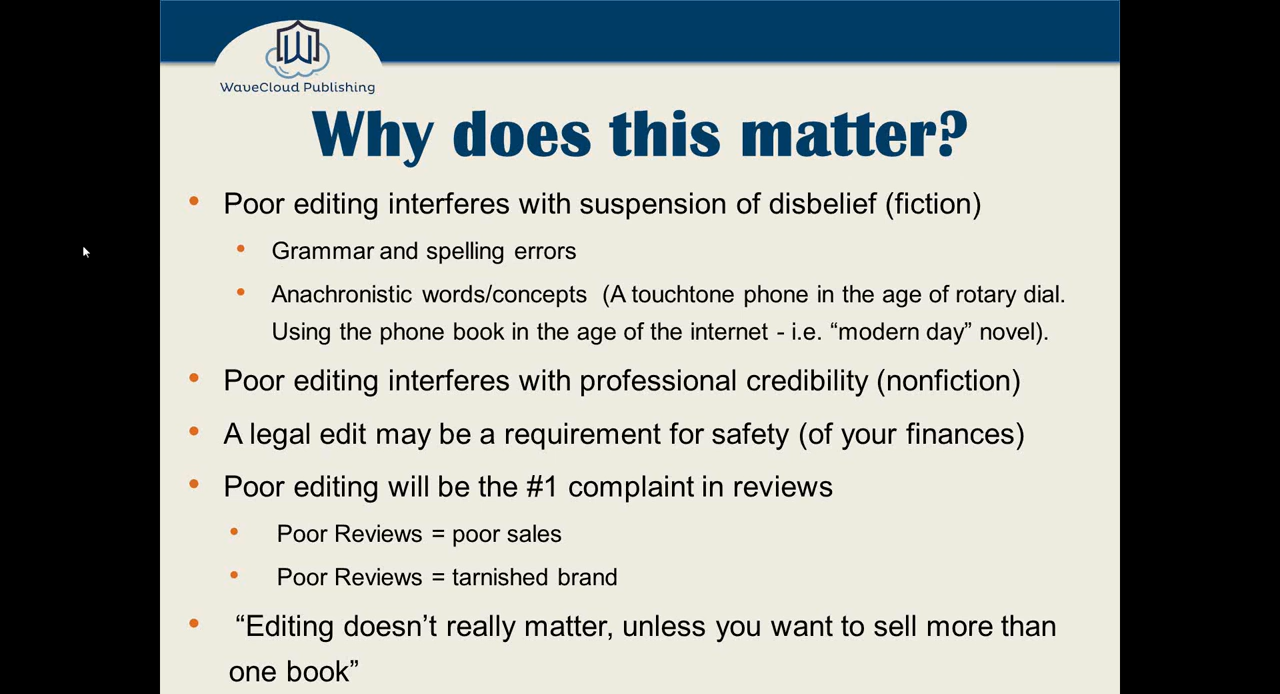 WaveCloud Publishing
Why does this matter?
• Poor editing interferes with suspension of disbelief (fiction)
• Grammar and spelling errors
• Anachronistic words/concepts (A touchtone phone in the age of rotary dial.
Using the phone book in the age of the internet - i.e. “modern day” novel).
• Poor editing interferes with professional credibility (nonfiction)
• A legal edit may be a requirement for safety (of your finances)
• Poor editing will be the #1 complaint in reviews
• Poor Reviews = poor sales
• Poor Reviews = tarnished brand
• “Editing doesn’t really matter, unless you want to sell more than
one book”